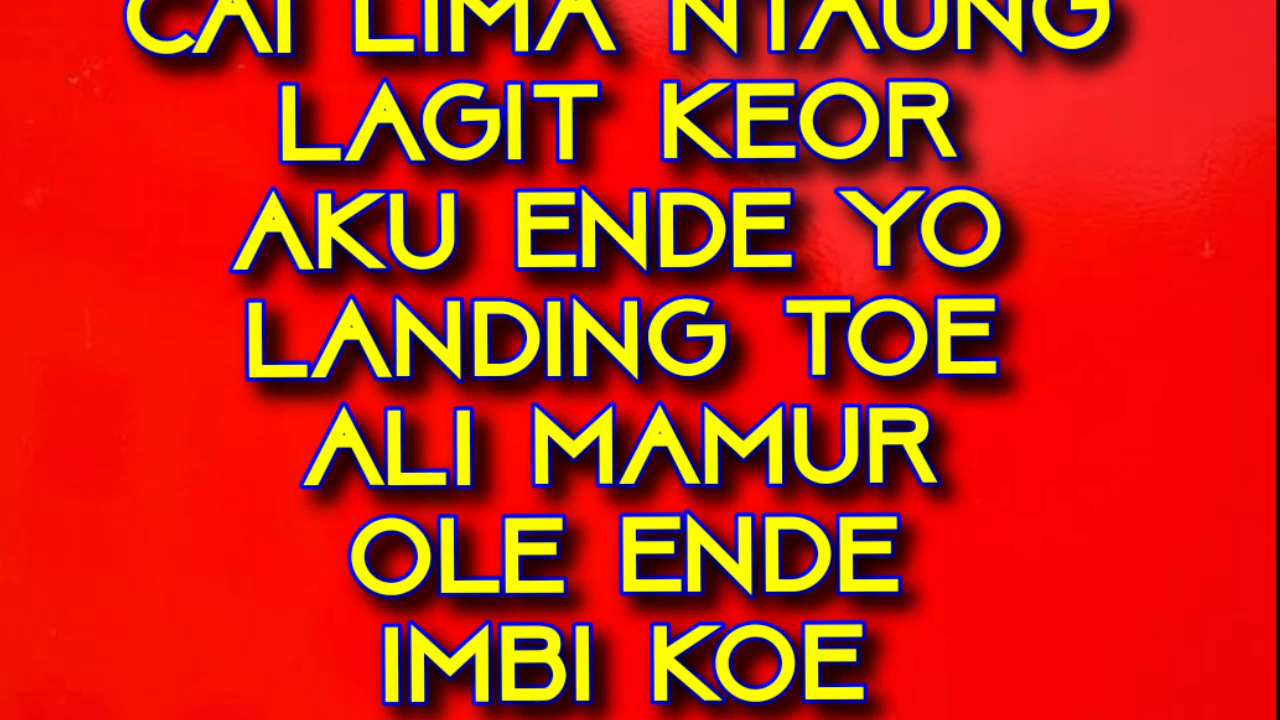 CAI LIMA NTAUNG
LAGIT KEOR
AKU ENDE YO
LANDING TOE
ALI MAMUR
OLE ENDE
IMBI KOE